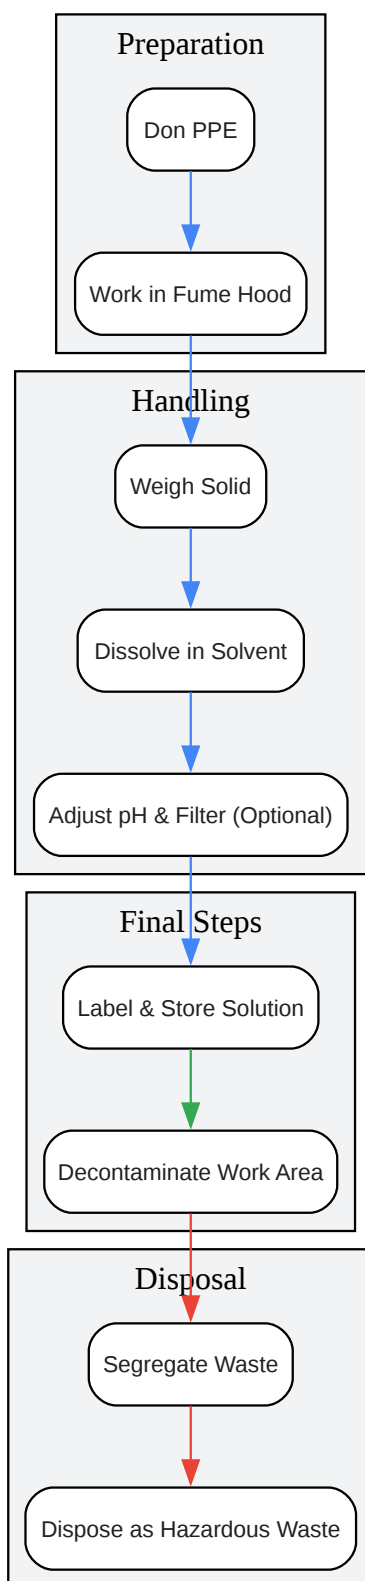 Preparation
Don PPE
Work in Fume Hood
Handling
Weigh Solid
Dissolve in Solvent
Adjust pH & Filter (Optional)
Final Steps
Label & Store Solution
Decontaminate Work Area
Disposal
Segregate Waste
Dispose as Hazardous Waste